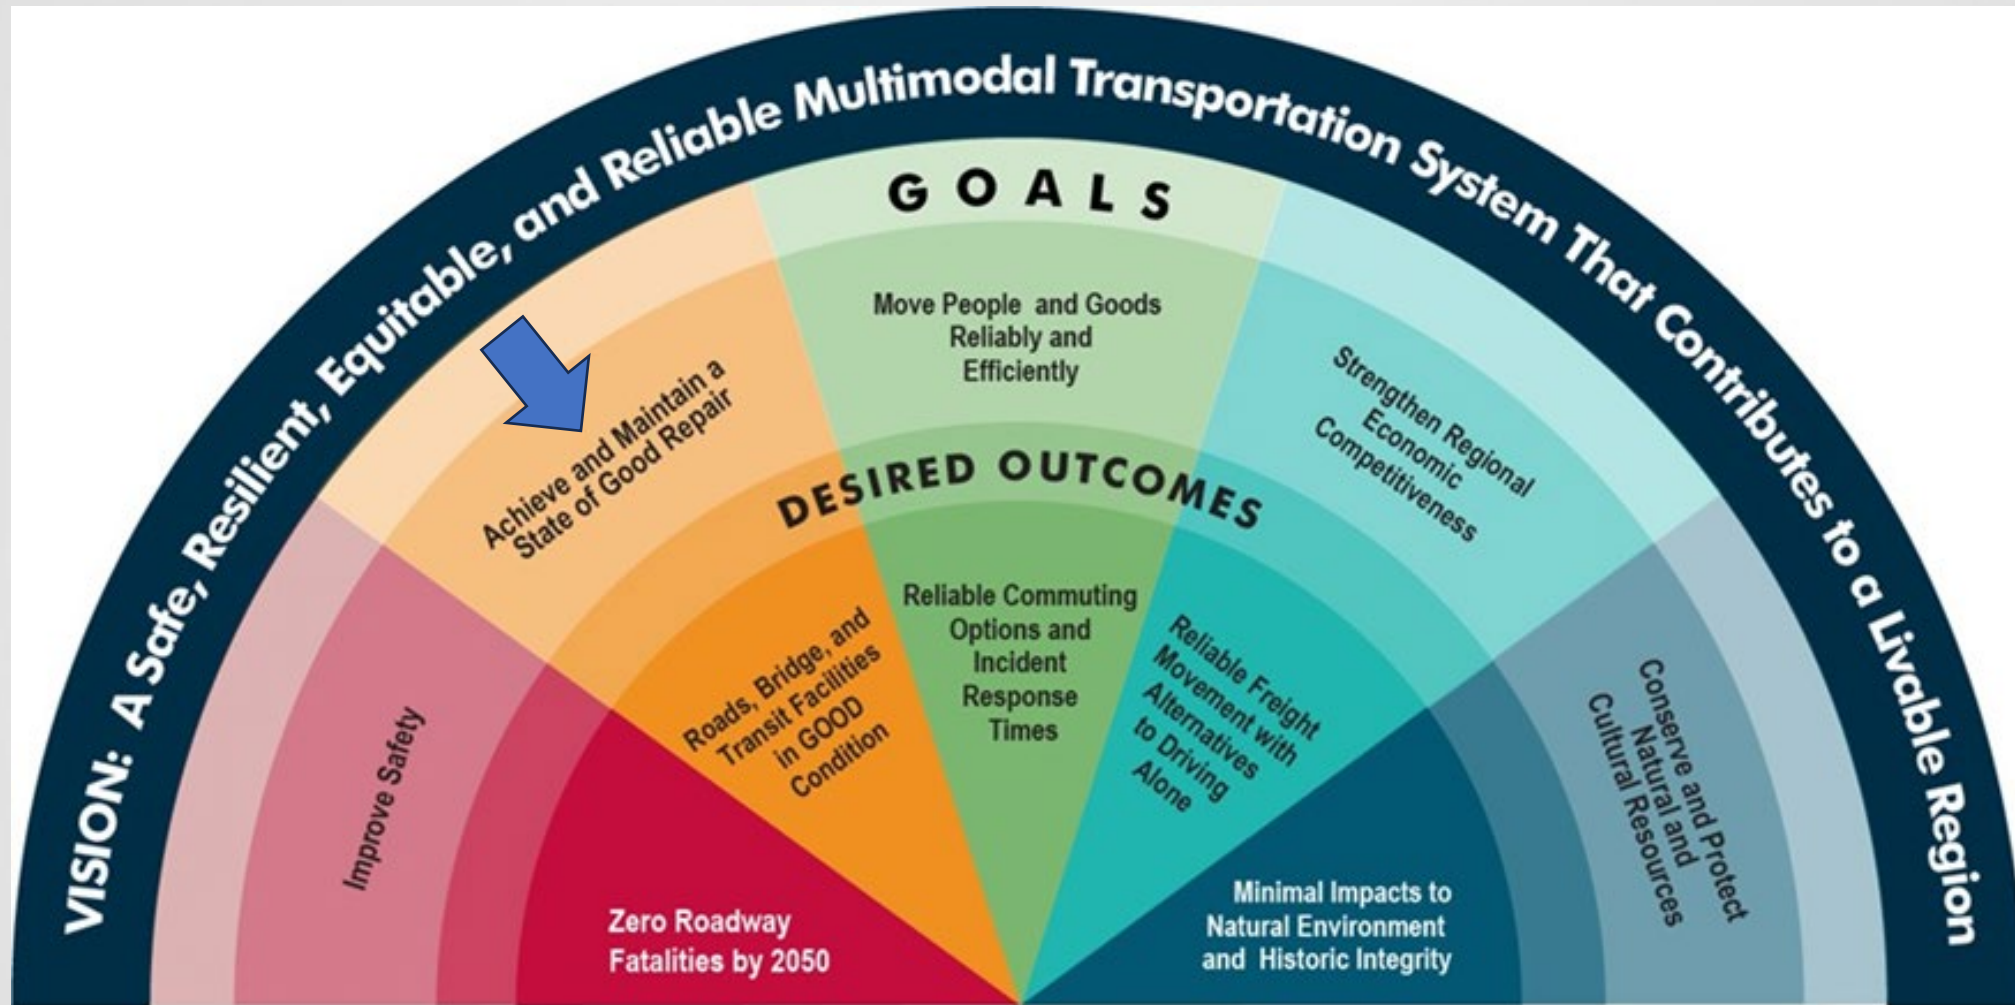 VISION: A Safe, Resilient, Equitable, and Reliable Multimodal Transportation System That Contributes to a Livable Region
GOALS
Improve Safety
Achieve and Maintain a
State of Good Repair
Move People and Goods
Reliably and
Efficiently
Strengthen Regional
Economic
Competitiveness
Conserve and Protect
Natural and
Cultural Resources
DESIRED OUTCOMES
Zero Roadway
Fatalities by 2050
Roads, Bridge, and
Transit Facilities
in GOOD
Condition
Reliable Commuting
Options and
Incident
Response
Times
Reliable Freight
Movement with
Alternatives
to Driving
Alone
Minimal Impacts to
Natural Environment
and Historic Integrity